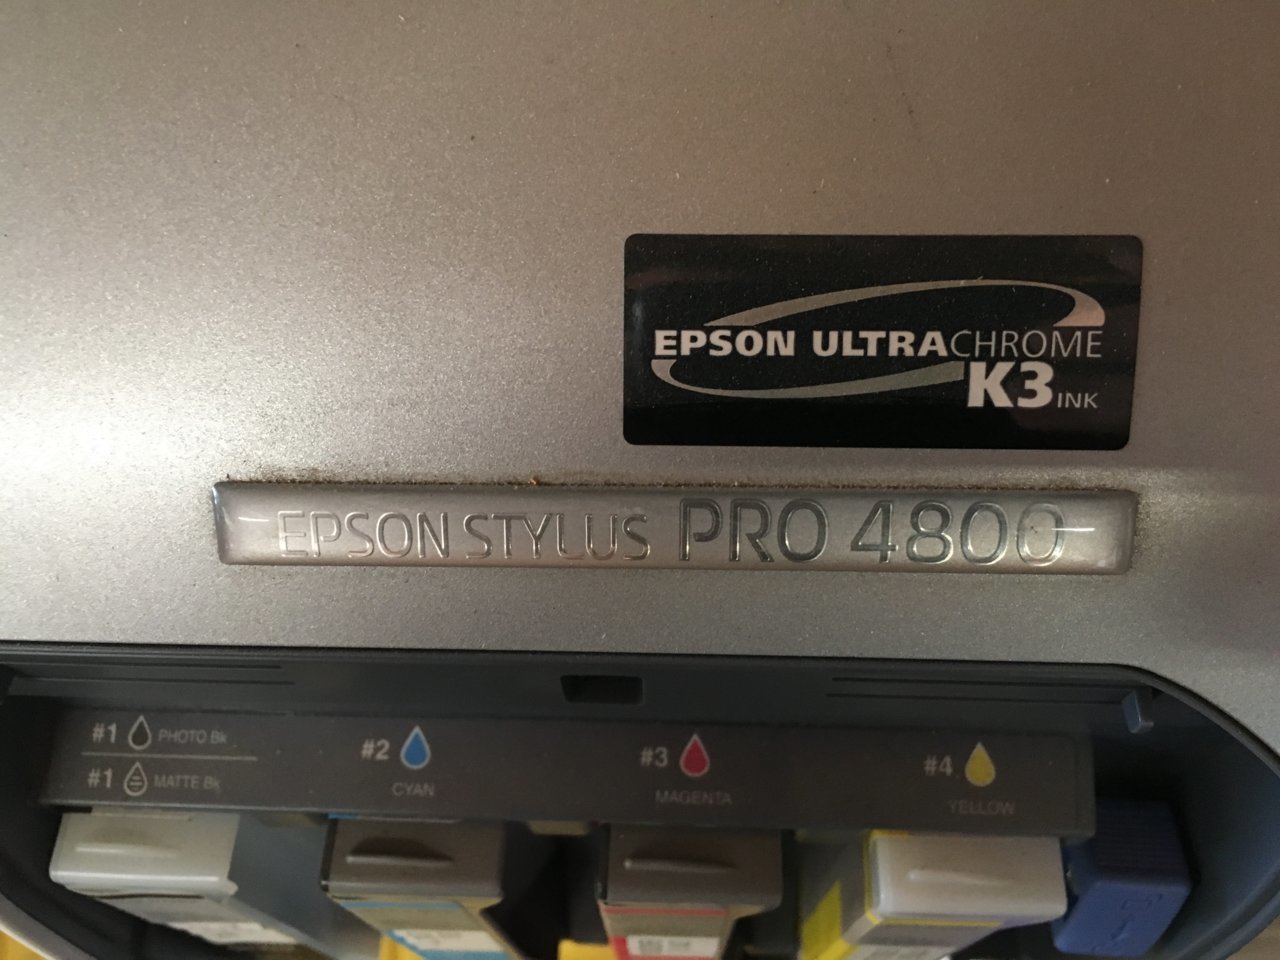 EPSON ULTRACHROME
K3 INK
EPSON STYLUS PRO 4800
#1 PHOTO Bk
#1 MATTE Bk
#2
CYAN
#3
MAGENTA
#4
YELLOW